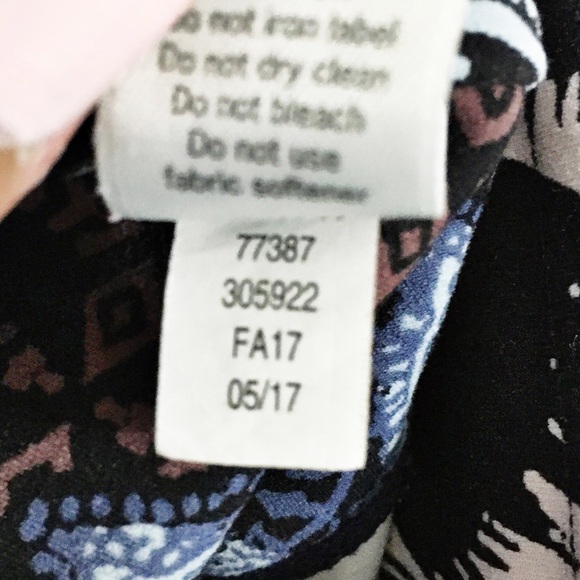 Do not iron label
Do not dry clean
Do not bleach
Do not use
fabric softener
77387
305922
FA17
05/17